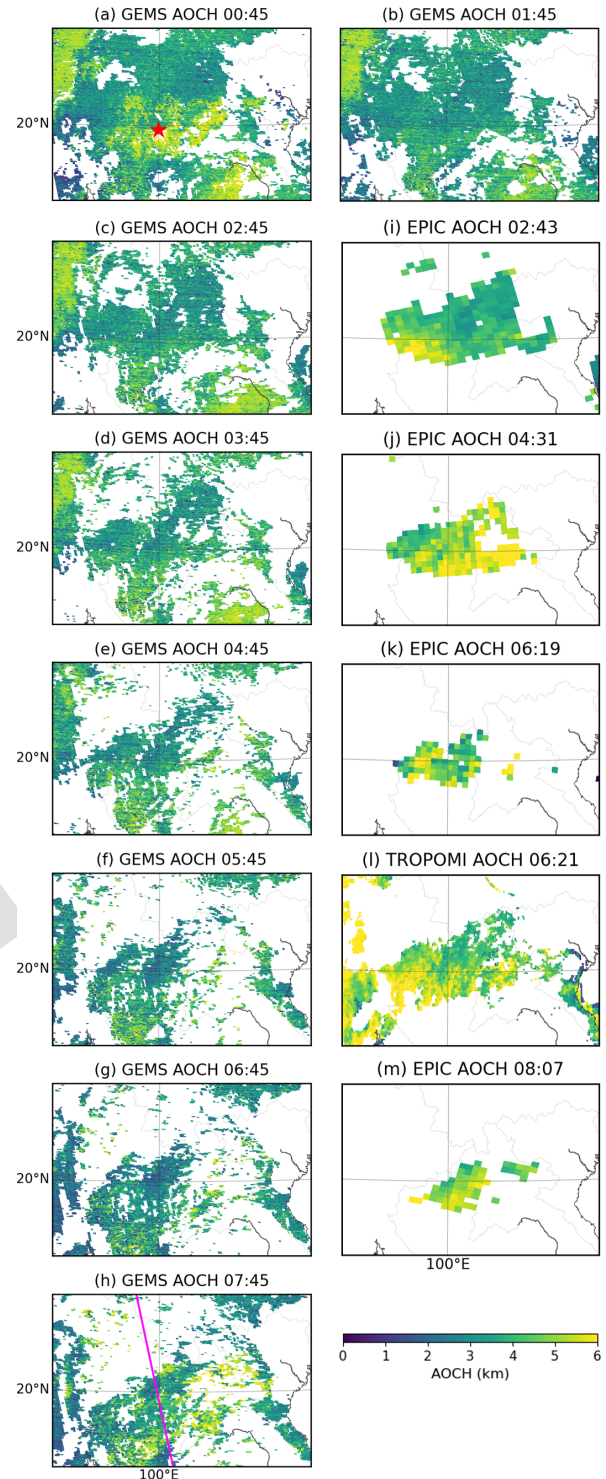 (a) GEMS AOCH 00:45
(b) GEMS AOCH 01:45
20°N
(c) GEMS AOCH 02:45
(i) EPIC AOCH 02:43
20°N
(d) GEMS AOCH 03:45
(j) EPIC AOCH 04:31
20°N
(e) GEMS AOCH 04:45
(k) EPIC AOCH 06:19
20°N
(f) GEMS AOCH 05:45
(l) TROPOMI AOCH 06:21
20°N
(g) GEMS AOCH 06:45
(m) EPIC AOCH 08:07
20°N
100°E
(h) GEMS AOCH 07:45
20°N
100°E
0 1 2 3 4 5 6
AOCH (km)